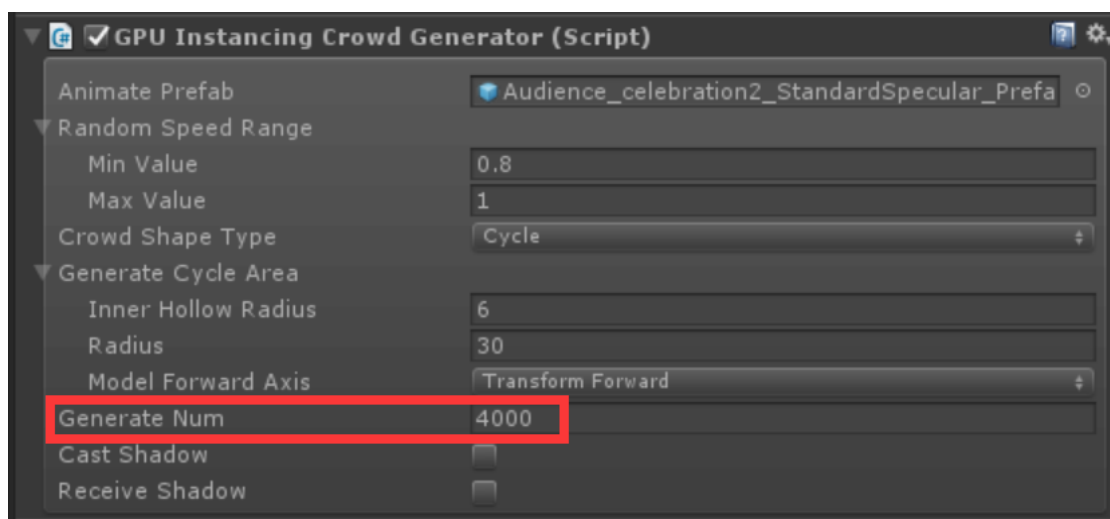 GPU Instancing Crowd Generator (Script)
Animate Prefab Audience_celebration2_StandardSpecular_Prefa
Random Speed Range
Min Value 0.8
Max Value 1
Crowd Shape Type Cycle
Generate Cycle Area
Inner Hollow Radius 6
Radius 30
Model Forward Axis Transform Forward
Generate Num 4000
Cast Shadow
Receive Shadow